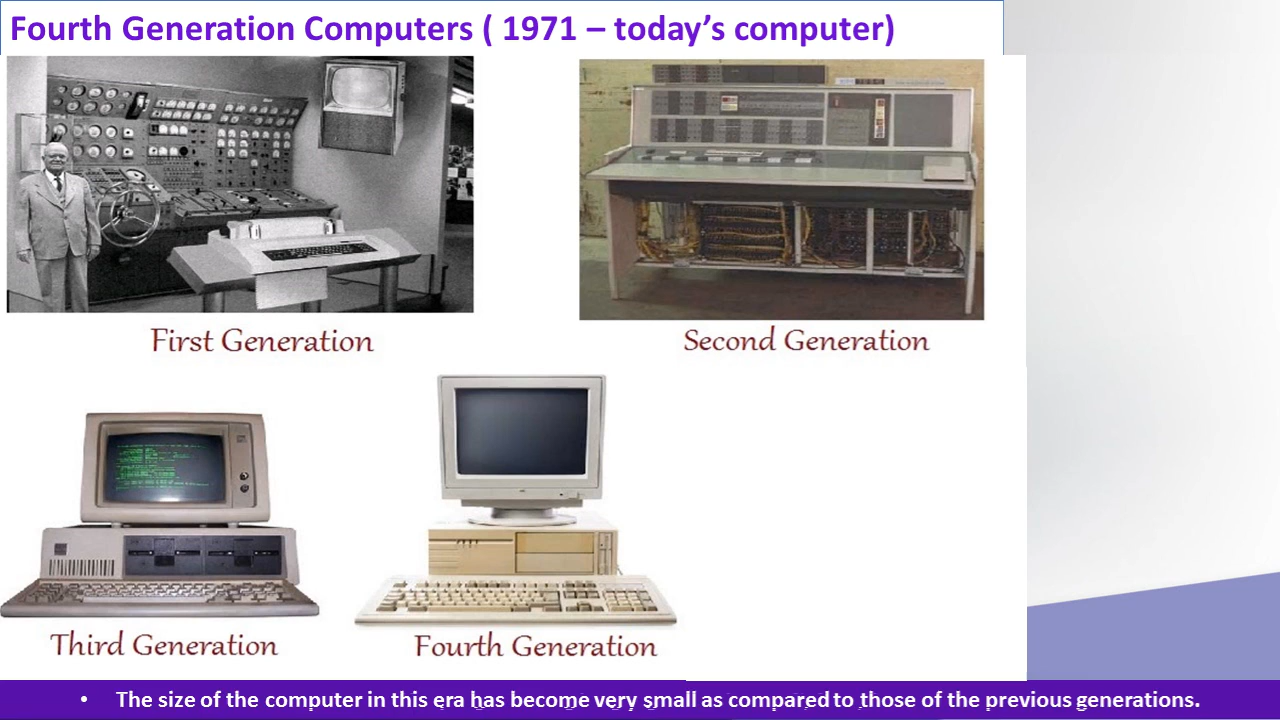 Fourth Generation Computers ( 1971 – today’s computer)
First Generation
Second Generation
Third Generation
Fourth Generation
• The size of the computer in this era has become very small as compared to those of the previous generations.